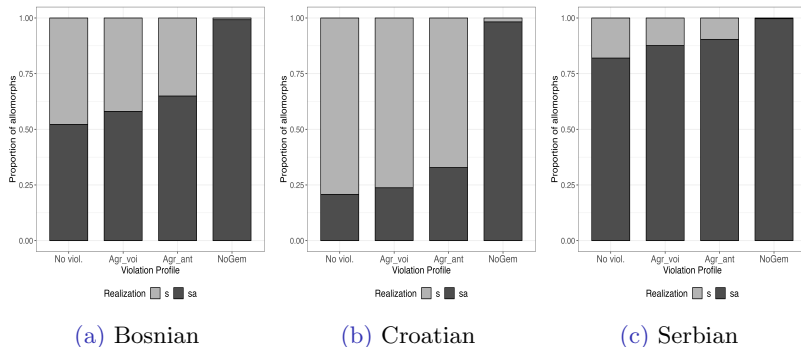 Proportion of allomorphs
1.00
0.75
0.50
0.25
0.00
No viol. Agr_voi Agr_ant NoGem
Violation Profile
Realization s sa
(a) Bosnian
Proportion of allomorphs
1.00
0.75
0.50
0.25
0.00
No viol. Agr_voi Agr_ant NoGem
Violation Profile
Realization s sa
(b) Croatian
Proportion of allomorphs
1.00
0.75
0.50
0.25
0.00
No viol. Agr_voi Agr_ant NoGem
Violation Profile
Realization s sa
(c) Serbian